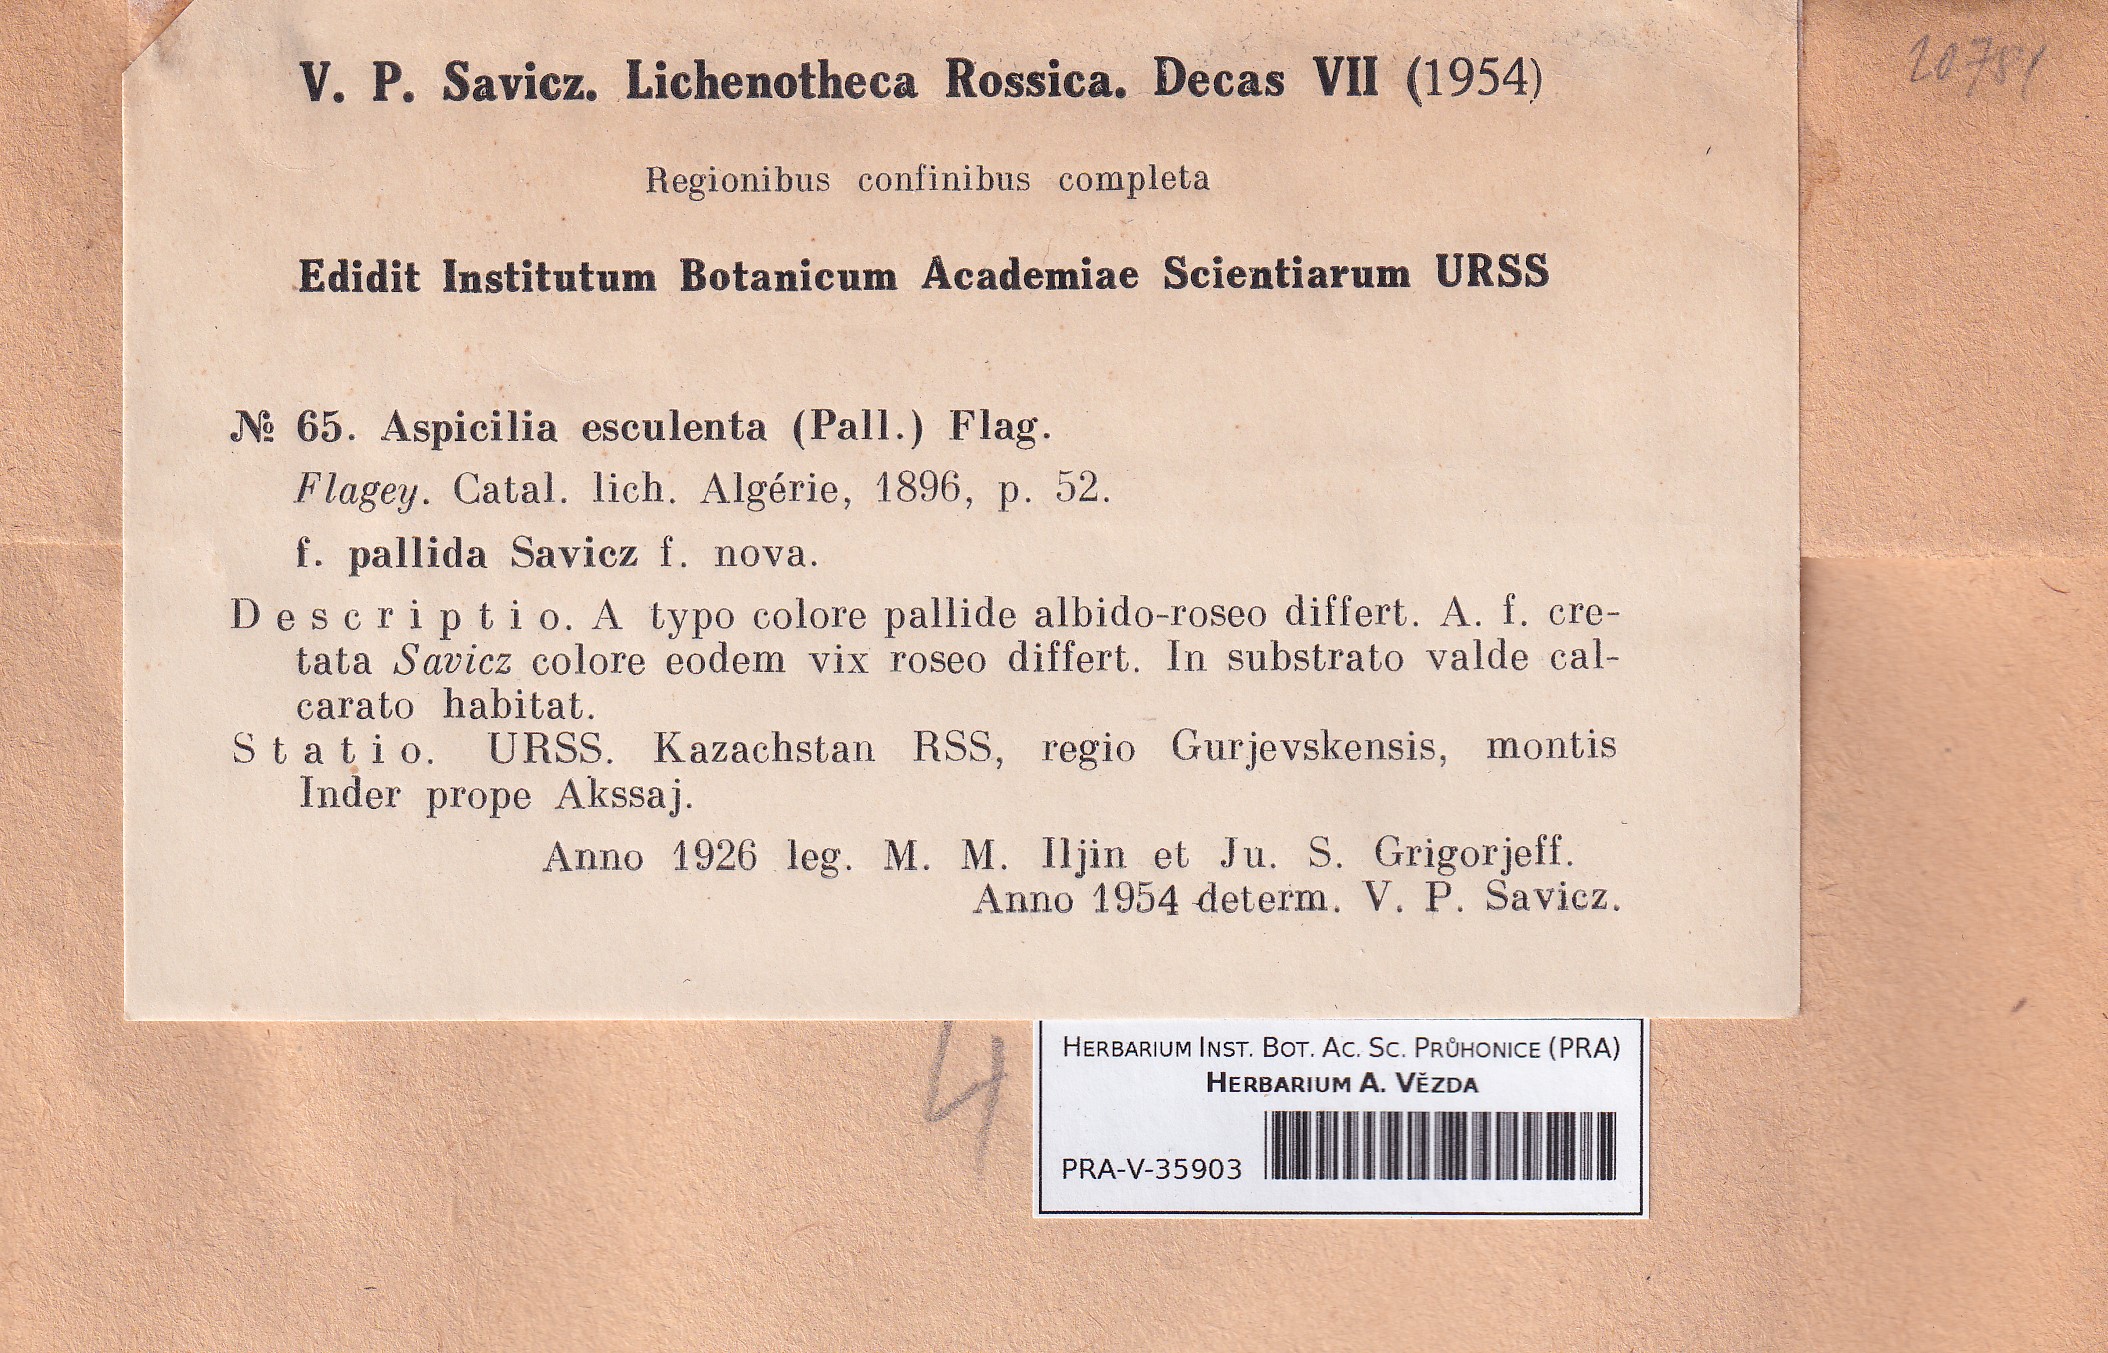 V. P. Savicz. Lichenotheca Rossica. Decas VII (1954)
Regionibus confinibus completa
Edidit Institutum Botanicum Academiae Scientiarum URSS
№ 65. Aspicilia esculenta (Pall.) Flag.
Flagey. Catal. lich. Algérie, 1896, p. 52.
f. pallida Savicz f. nova.
Descriptio. A typo colore pallide albido-roseo differt. A. f. cre-
tata Savicz colore eodem vix roseo differt. In substrato valde cal-
carato habitat.
Statio. URSS. Kazachstan RSS, regio Gurjevskensis, montis
Inder prope Akssaj.
Anno 1926 leg. M. M. Iljin et Ju. S. Grigorjeff.
Anno 1954 determ. V. P. Savicz.
4
HERBARIUM INST. BOT. AC. SC. PRŮHONICE (PRA)
HERBARIUM A. VĚZDA
PRA-V-35903